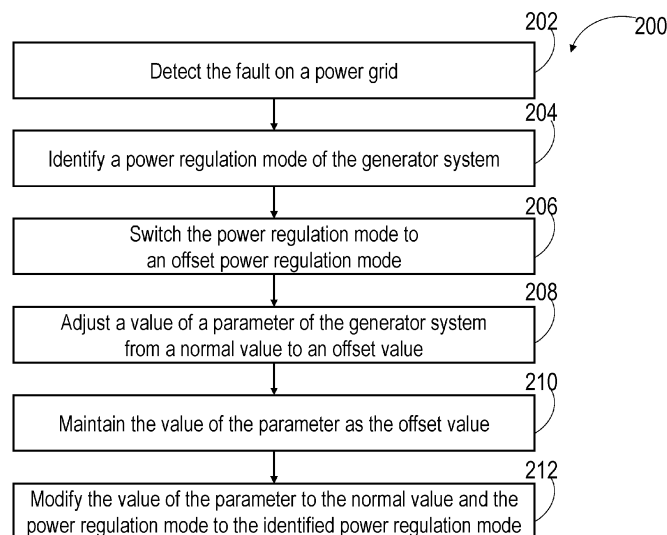 202
200
Detect the fault on a power grid
204
Identify a power regulation mode of the generator system
206
Switch the power regulation mode to
an offset power regulation mode
208
Adjust a value of a parameter of the generator system
from a normal value to an offset value
210
Maintain the value of the parameter as the offset value
212
Modify the value of the parameter to the normal value and the
power regulation mode to the identified power regulation mode